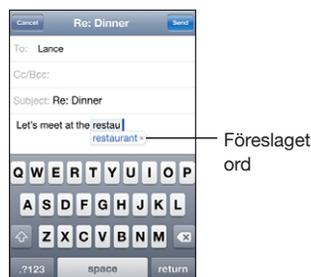 Cancel Re: Dinner Send
To: Lance
Cc/Bcc:
Subject: Re: Dinner
Let's meet at the restau
restaurant ×
Föreslaget
ord
Q W E R T Y U I O P
A S D F G H J K L
Z X C V B N M
.?123 space return